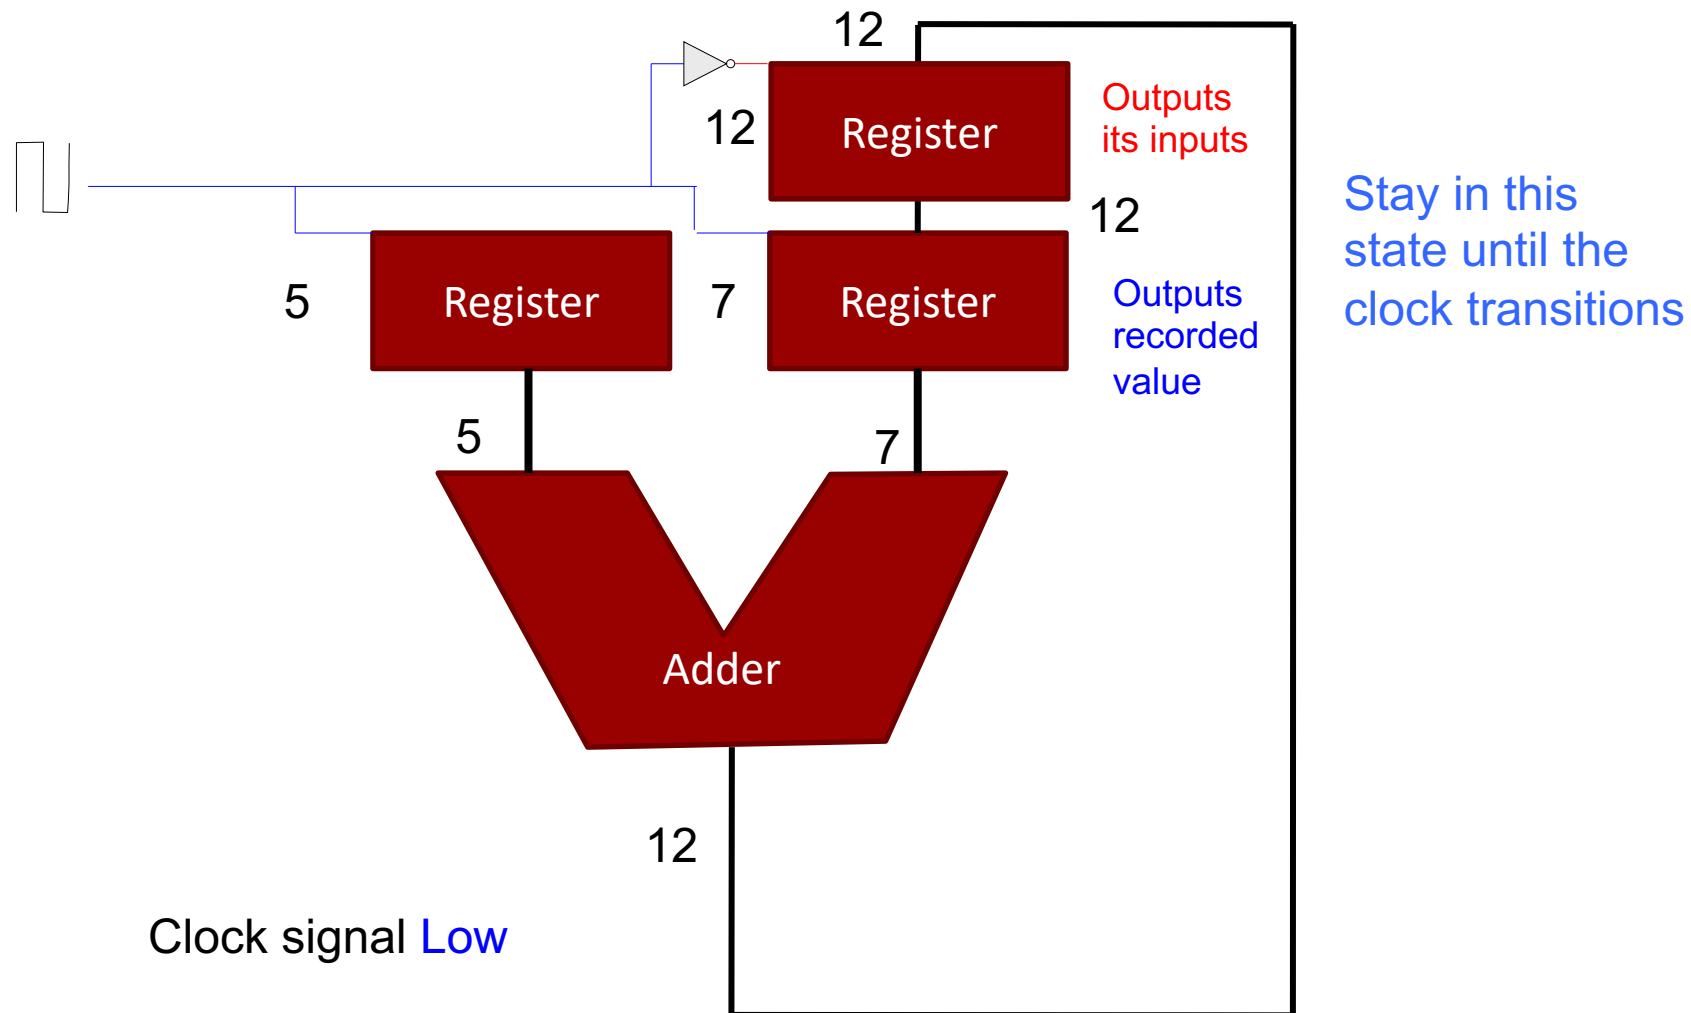 12
12
Register
Outputs
its inputs
12
Stay in this
state until the
clock transitions
5
Register
7
Register
Outputs
recorded
value
5
7
Adder
12
Clock signal Low